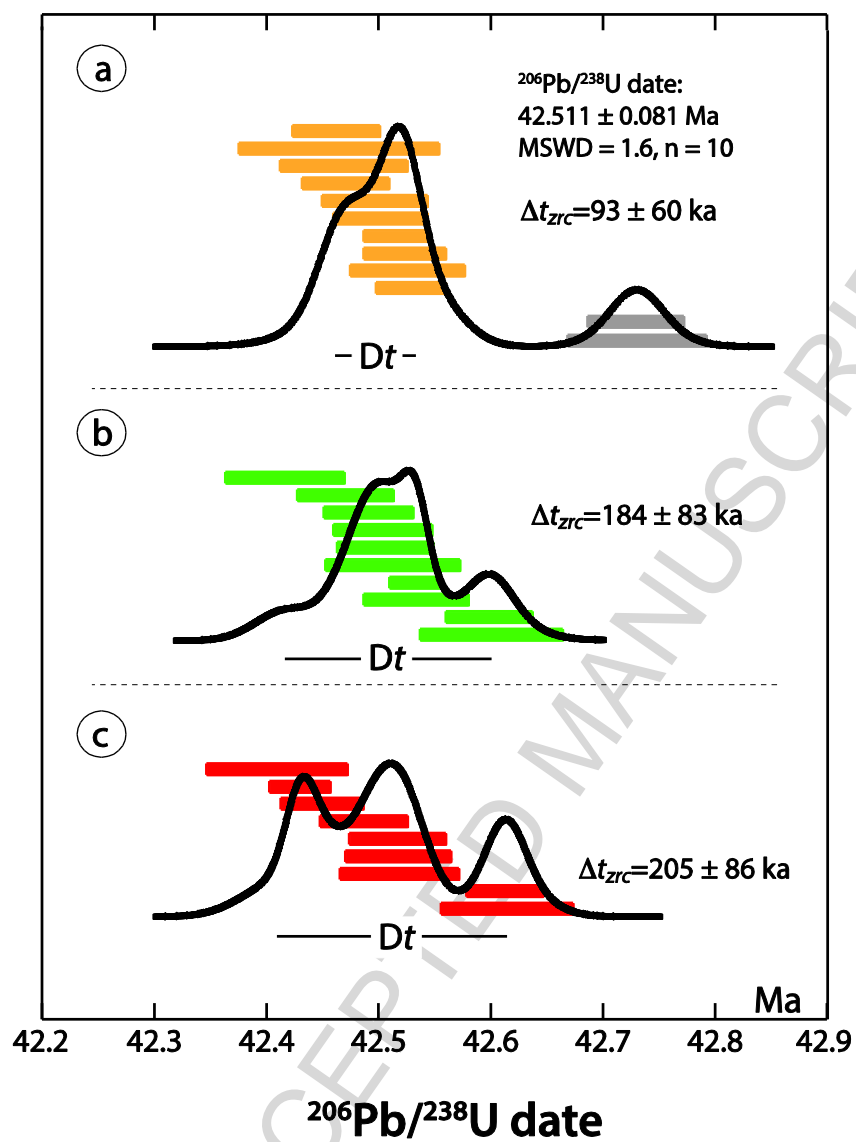 a
²⁰⁶Pb/²³⁸U date:
42.511 ± 0.081 Ma
MSWD = 1.6, n = 10
Δtzrc=93 ± 60 ka
Dt
b
Δtzrc=184 ± 83 ka
Dt
c
Δtzrc=205 ± 86 ka
Dt
Ma
42.2 42.3 42.4 42.5 42.6 42.7 42.8 42.9
²⁰⁶Pb/²³⁸U date
CEPTED MANUSCRI